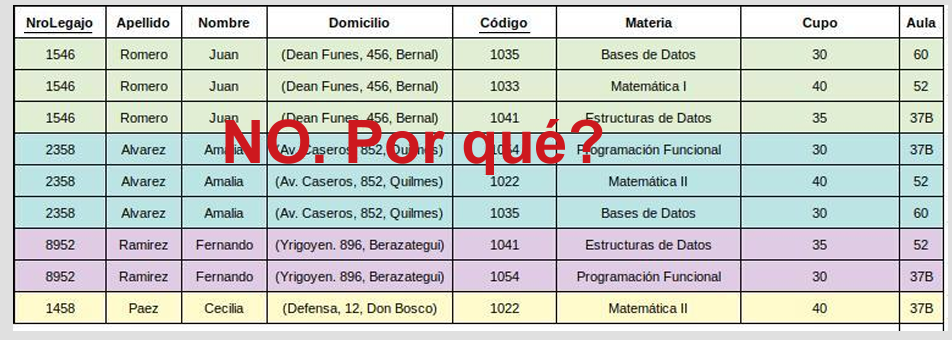 NroLegajo Apellido Nombre Domicilio Código Materia Cupo Aula
1546 Romero Juan (Dean Funes, 456, Bernal) 1035 Bases de Datos 30 60
1546 Romero Juan (Dean Funes, 456, Bernal) 1033 Matemática I 40 52
1546 Romero Juan (Dean Funes, 456, Bernal) 1041 Estructuras de Datos 35 37B
NO. Por qué?
2358 Alvarez Amalia (Av. Caseros, 852, Quilmes) 1054 Programación Funcional 30 37B
2358 Alvarez Amalia (Av. Caseros, 852, Quilmes) 1022 Matemática II 40 52
2358 Alvarez Amalia (Av. Caseros, 852, Quilmes) 1035 Bases de Datos 30 60
8952 Ramirez Fernando (Yrigoyen. 896, Berazategui) 1041 Estructuras de Datos 35 52
8952 Ramirez Fernando (Yrigoyen. 896, Berazategui) 1054 Programación Funcional 30 37B
1458 Paez Cecilia (Defensa, 12, Don Bosco) 1022 Matemática II 40 37B